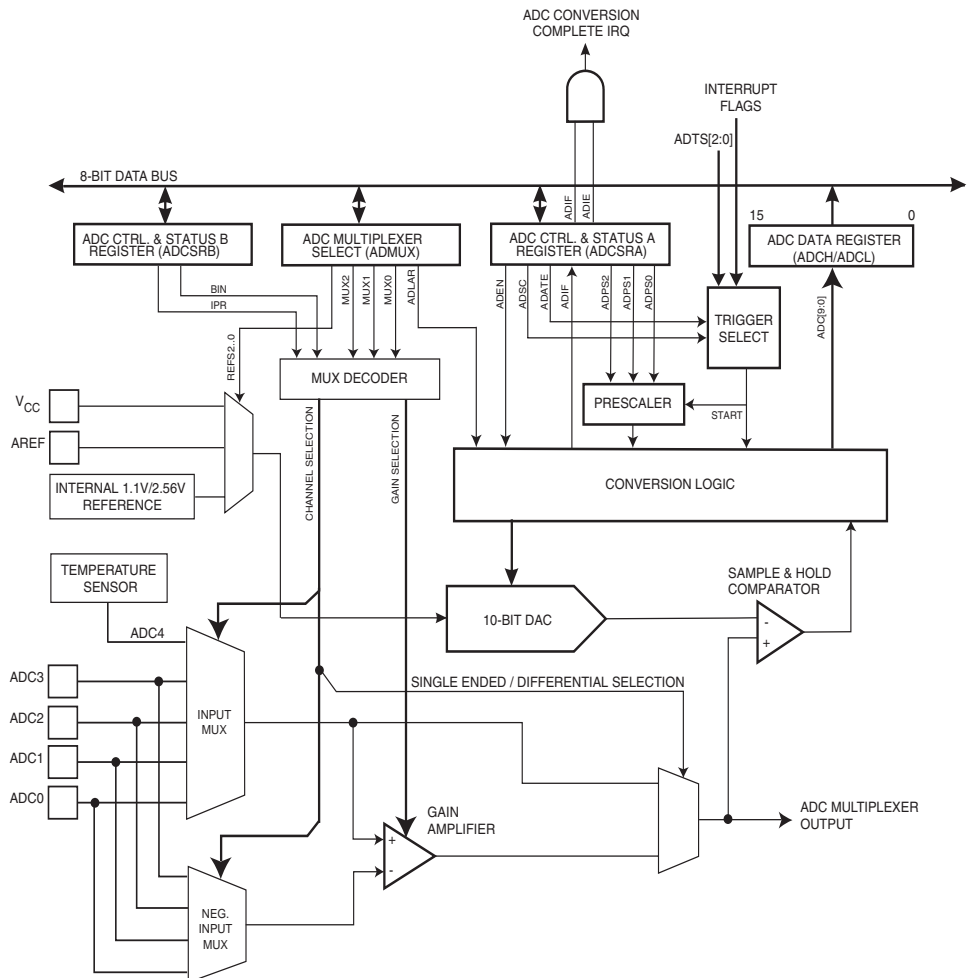 ADC CONVERSION
COMPLETE IRQ
INTERRUPT
FLAGS
ADTS[2:0]
8-BIT DATA BUS
ADIF
ADIE
15
0
ADC CTRL. & STATUS B
REGISTER (ADCSRB)
ADC MULTIPLEXER
SELECT (ADMUX)
ADC CTRL. & STATUS A
REGISTER (ADCSRA)
ADC DATA REGISTER
(ADCH/ADCL)
BIN
IPR
REFS2..0
MUX2
MUX1
MUX0
ADLAR
ADEN
ADSC
ADATE
ADIF
ADPS2
ADPS1
ADPS0
TRIGGER
SELECT
ADC[9:0]
MUX DECODER
PRESCALER
START
VCC
AREF
INTERNAL 1.1V/2.56V
REFERENCE
CHANNEL SELECTION
GAIN SELECTION
CONVERSION LOGIC
TEMPERATURE
SENSOR
ADC4
10-BIT DAC
SAMPLE & HOLD
COMPARATOR
-
+
ADC3
ADC2
ADC1
ADC0
INPUT
MUX
SINGLE ENDED / DIFFERENTIAL SELECTION
GAIN
AMPLIFIER
+
-
ADC MULTIPLEXER
OUTPUT
NEG.
INPUT
MUX